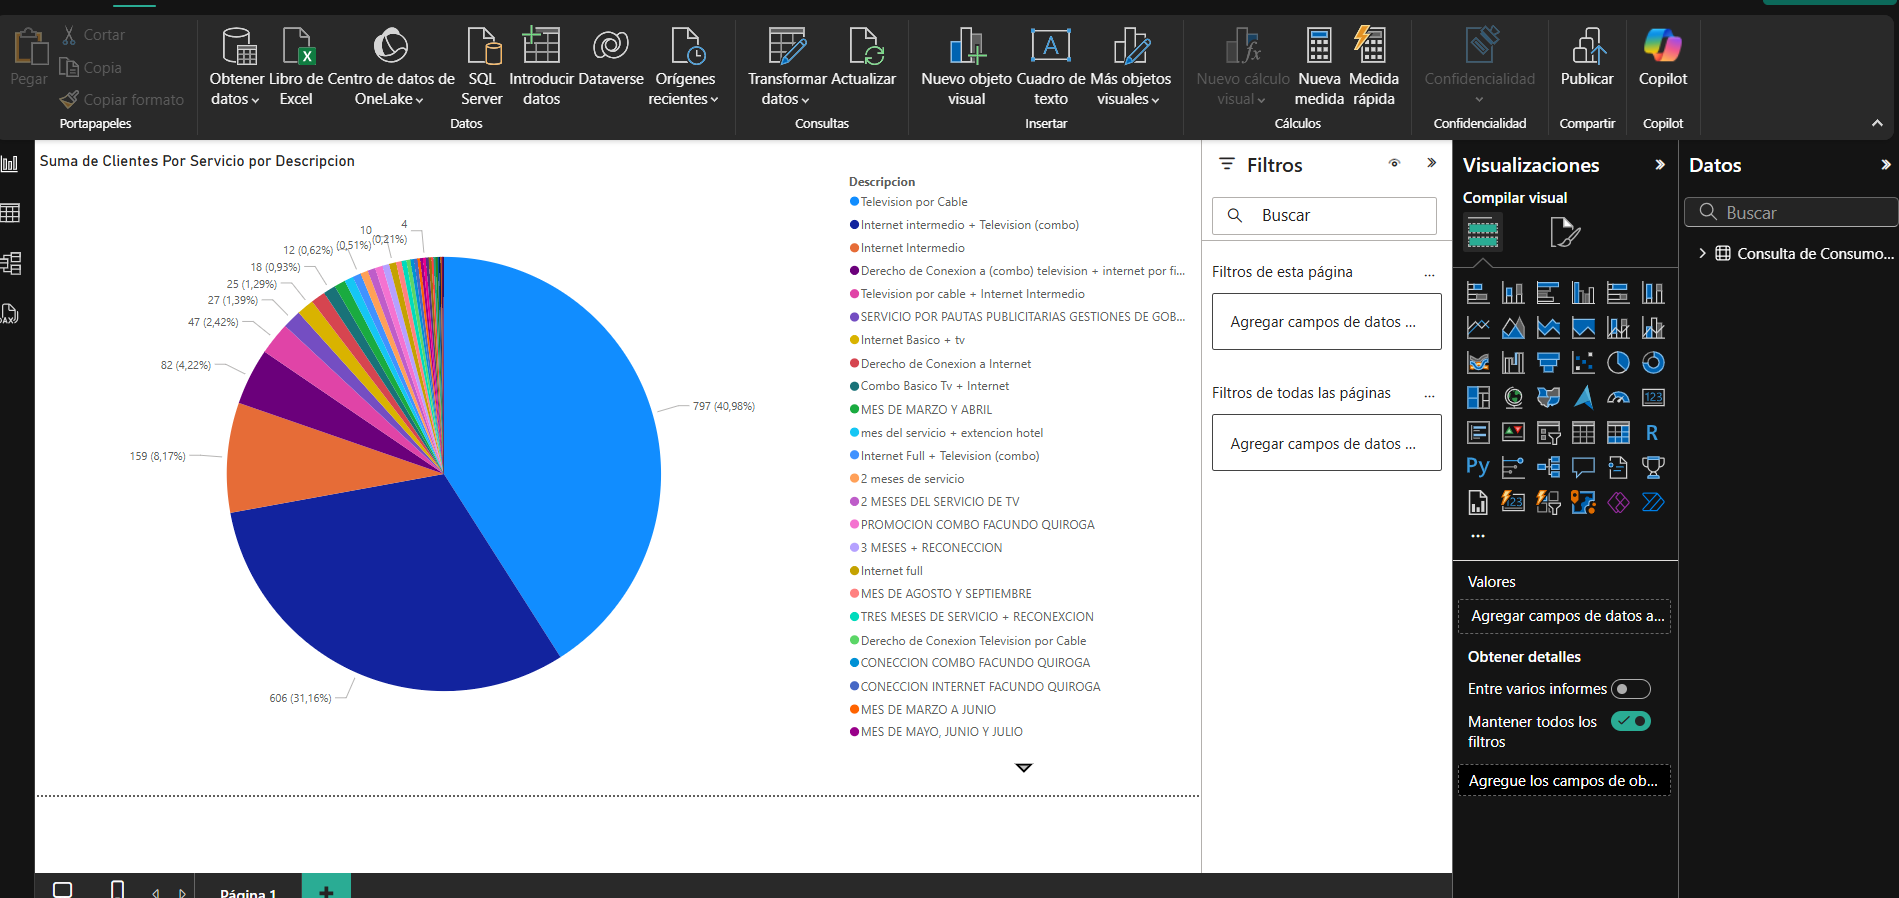 Pegar
Cortar
Copia
Copiar formato
Portapapeles
Obtener datos
Libro de Excel
Centro de datos de OneLake
SQL Server
Introducir datos
Dataverse
Orígenes recientes
Datos
Transformar datos
Actualizar
Consultas
Nuevo objeto visual
Cuadro de texto
A
Más objetos visuales
Insertar
Nuevo cálculo visual
Nueva medida
Medida rápida
Cálculos
Confidencialidad
Confidencialidad
Publicar
Compartir
Copilot
Copilot
Suma de Clientes Por Servicio por Descripcion
797 (40,98%)
606 (31,16%)
159 (8,17%)
82 (4,22%)
47 (2,42%)
27 (1,39%)
25 (1,29%)
18 (0,93%)
12 (0,62%)
(0,51%)
10
(0,21%)
4
Descripcion
Television por Cable
Internet intermedio + Television (combo)
Internet Intermedio
Derecho de Conexion a (combo) television + internet por fi...
Television por cable + Internet Intermedio
SERVICIO POR PAUTAS PUBLICITARIAS GESTIONES DE GOB...
Internet Basico + tv
Derecho de Conexion a Internet
Combo Basico Tv + Internet
MES DE MARZO Y ABRIL
mes del servicio + extencion hotel
Internet Full + Television (combo)
2 meses de servicio
2 MESES DEL SERVICIO DE TV
PROMOCION COMBO FACUNDO QUIROGA
3 MESES + RECONECCION
Internet full
MES DE AGOSTO Y SEPTIEMBRE
TRES MESES DE SERVICIO + RECONEXCION
Derecho de Conexion Television por Cable
CONECCION COMBO FACUNDO QUIROGA
CONECCION INTERNET FACUNDO QUIROGA
MES DE MARZO A JUNIO
MES DE MAYO, JUNIO Y JULIO
Filtros
Buscar
Filtros de esta página
...
Agregar campos de datos ...
Filtros de todas las páginas
...
Agregar campos de datos ...
Visualizaciones
Compilar visual
123
R
Py
123
...
Valores
Agregar campos de datos a...
Obtener detalles
Entre varios informes
Mantener todos los filtros
Agregue los campos de ob...
Datos
Buscar
Consulta de Consumo...
Página 1